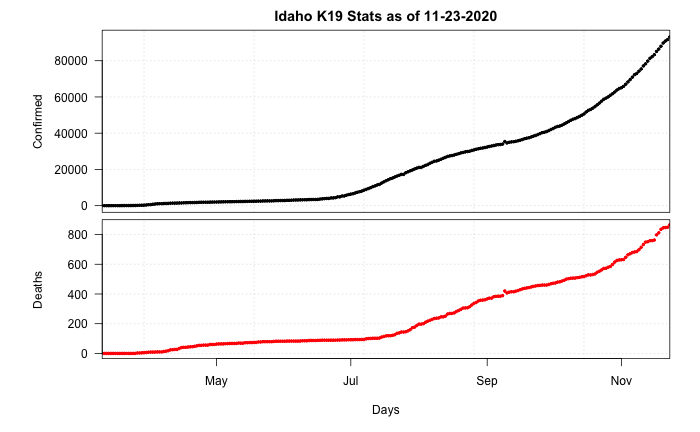 Idaho K19 Stats as of 11-23-2020
Confirmed
80000
60000
40000
20000
0
Deaths
800
600
400
200
0
May Jul Sep Nov
Days